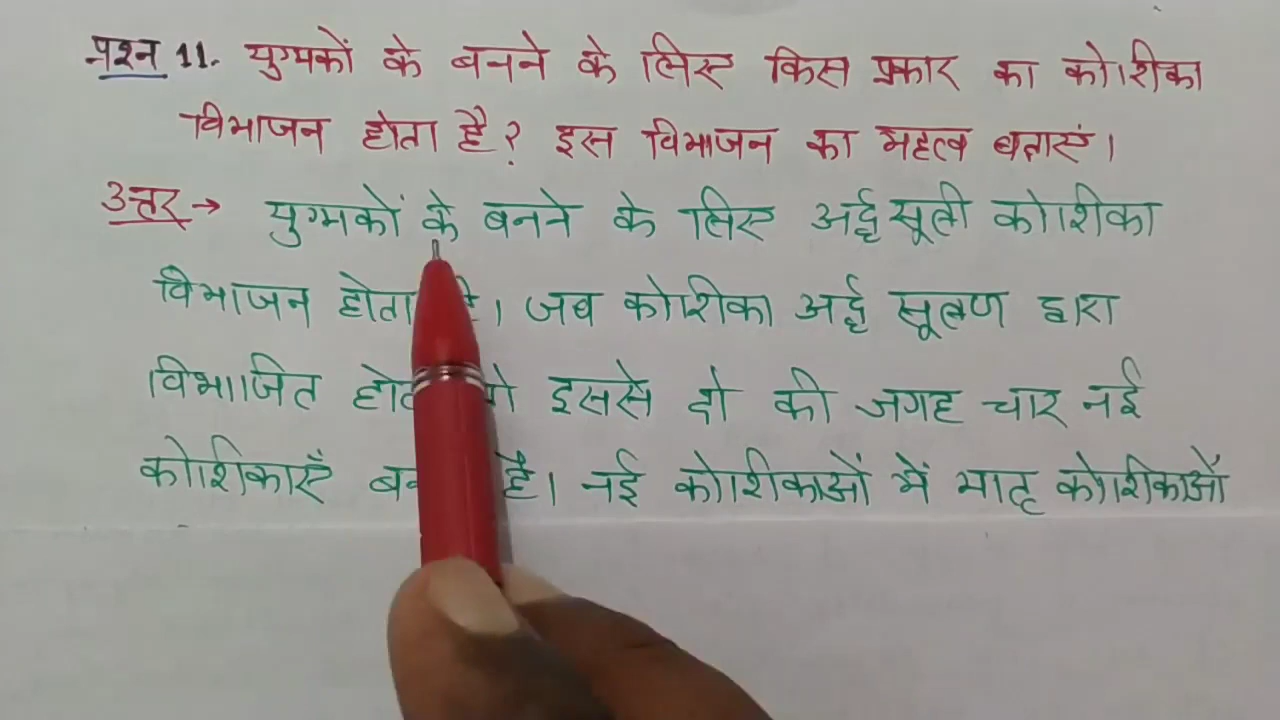 प्रश्न 11. युग्मकों के बनने के लिए किस प्रकार का कोशिका
विभाजन होता है? इस विभाजन का महत्व बताएं।
उत्तर → युग्मकों के बनने के लिए अर्द्धसूत्री कोशिका
विभाजन होता । जब कोशिका अर्द्ध सूत्रण द्वारा
विभाजित इससे दो की जगह चार नई
कोशिकाएँ है। नई कोशिकाओं में मातृ कोशिकाओं